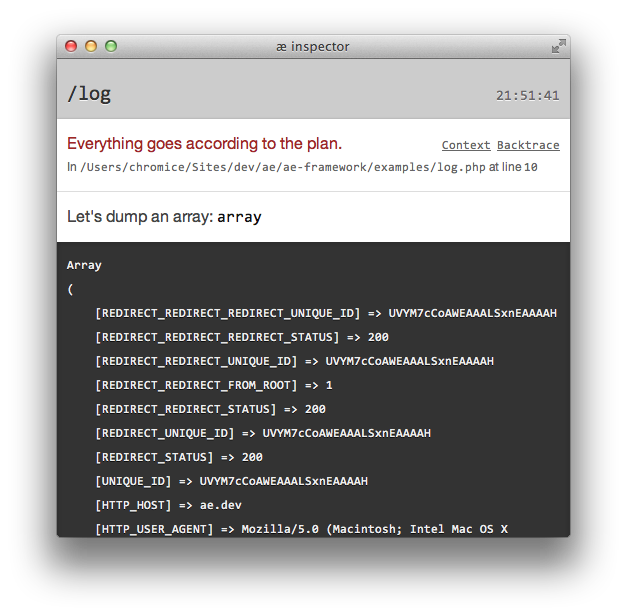 æ inspector
/log 21:51:41
Everything goes according to the plan. Context Backtrace
In /Users/chromice/Sites/dev/ae/ae-framework/examples/log.php at line 10
Let's dump an array: array
Array
(
[REDIRECT_REDIRECT_REDIRECT_UNIQUE_ID] => UVYM7cCoAWEAAALSxnEAAAAH
[REDIRECT_REDIRECT_REDIRECT_STATUS] => 200
[REDIRECT_REDIRECT_UNIQUE_ID] => UVYM7cCoAWEAAALSxnEAAAAH
[REDIRECT_REDIRECT_FROM_ROOT] => 1
[REDIRECT_REDIRECT_STATUS] => 200
[REDIRECT_UNIQUE_ID] => UVYM7cCoAWEAAALSxnEAAAAH
[REDIRECT_STATUS] => 200
[UNIQUE_ID] => UVYM7cCoAWEAAALSxnEAAAAH
[HTTP_HOST] => ae.dev
[HTTP_USER_AGENT] => Mozilla/5.0 (Macintosh; Intel Mac OS X